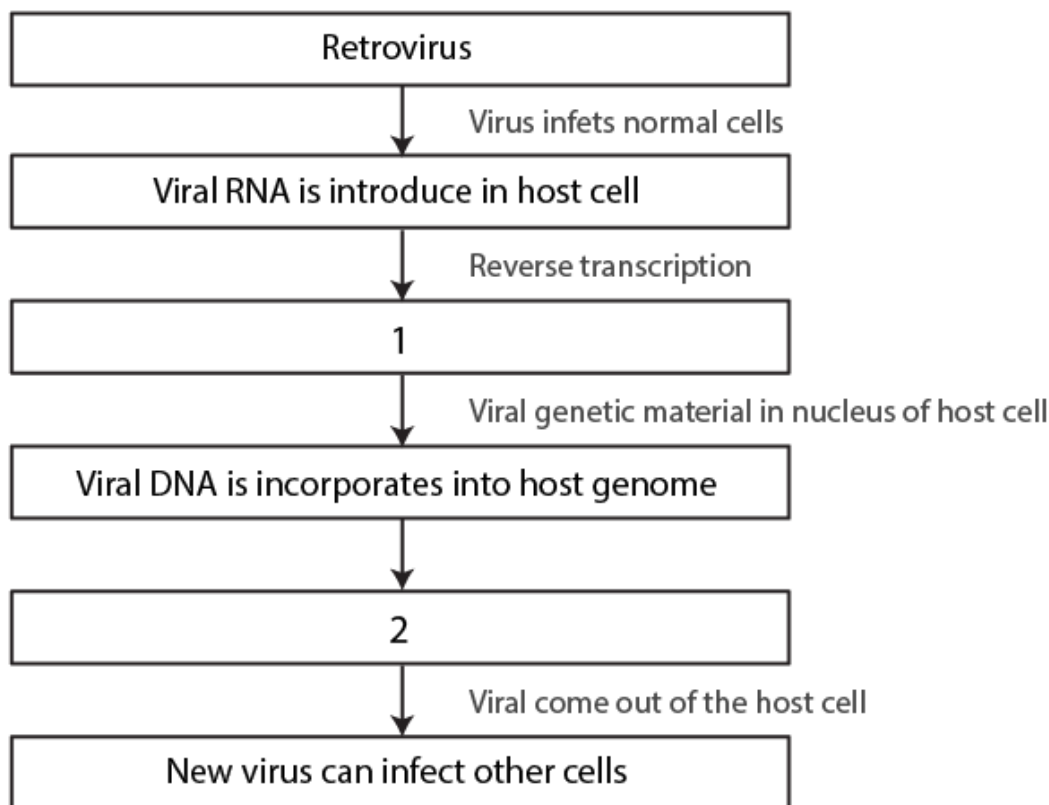 Retrovirus
Virus infets normal cells
Viral RNA is introduce in host cell
Reverse transcription
1
Viral genetic material in nucleus of host cell
Viral DNA is incorporates into host genome
2
Viral come out of the host cell
New virus can infect other cells